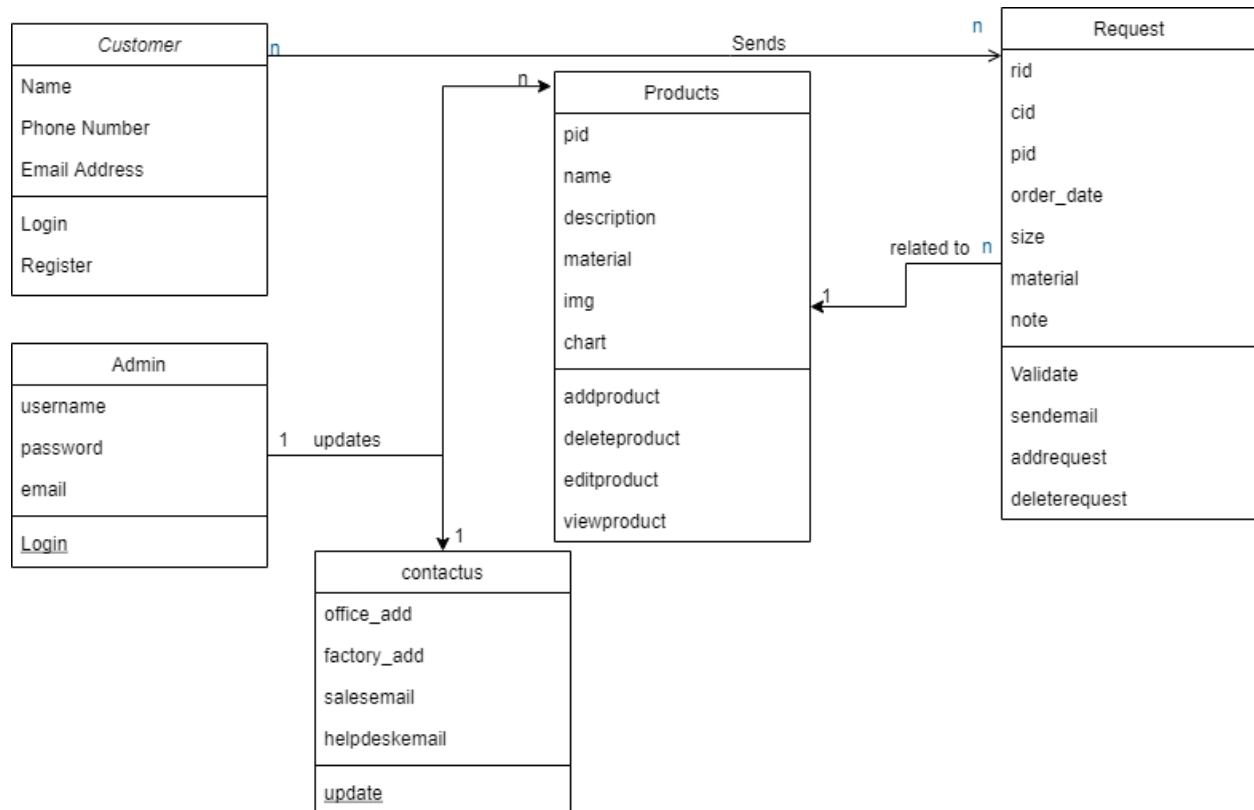 Customer
Name
Phone Number
Email Address
Login
Register
n
Sends
n
Request
rid
cid
pid
order_date
size
material
note
Validate
sendemail
addrequest
deleterequest
n
Products
pid
name
description
material
img
chart
addproduct
deleteproduct
editproduct
viewproduct
related to n
1
Admin
username
password
email
Login
1 updates
1
contactus
office_add
factory_add
salesemail
helpdeskemail
update